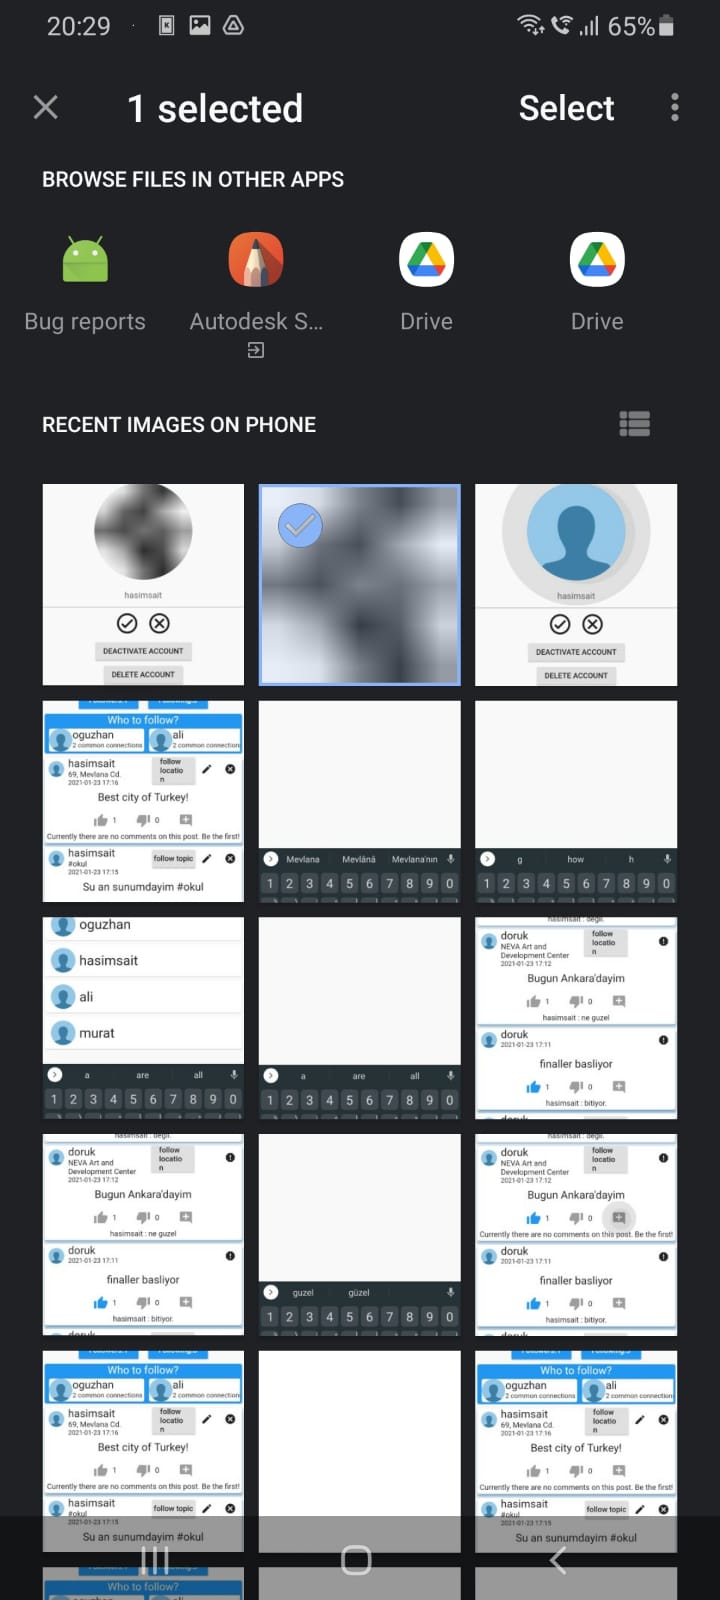 20:29 65%
1 selected Select
BROWSE FILES IN OTHER APPS
Bug reports Autodesk S... Drive Drive
RECENT IMAGES ON PHONE
hasimsait
DEACTIVATE ACCOUNT
DELETE ACCOUNT
hasimsait
DEACTIVATE ACCOUNT
DELETE ACCOUNT
Who to follow?
oguzhan ali
2 common connections 2 common connection
hasimsait
69, Mevlana Cd.
2021-01-23 17:16
follow
locatio
n
Best city of Turkey!
1 0
Currently there are no comments on this post. Be the first!
hasimsait
#okul
2021-01-23 17:15
follow topic
Su an sunumdayim #okul
Mevlana Mevlânâ Mevlana'nın
1 2 3 4 5 6 7 8 9 0
g how h
1 2 3 4 5 6 7 8 9 0
oguzhan
hasimsait
ali
murat
a are all
1 2 3 4 5 6 7 8 9 0
a are all
1 2 3 4 5 6 7 8 9 0
hasimsait : degil.
doruk
NEVA Art and
Development Center
2021-01-23 17:12
follow
locatio
n
Bugun Ankara'dayim
1 0
hasimsait : ne guzel
doruk
2021-01-23 17:11
finaller basliyor
1 0
hasimsait : bitiyor.
doruk
hasimsait : degil.
doruk
NEVA Art and
Development Center
2021-01-23 17:12
follow
locatio
n
Bugun Ankara'dayim
1 0
hasimsait : ne guzel
doruk
2021-01-23 17:11
finaller basliyor
1 0
hasimsait : bitiyor.
doruk
guzel güzel
1 2 3 4 5 6 7 8 9 0
hasimsait : degil.
doruk
NEVA Art and
Development Center
2021-01-23 17:12
follow
locatio
n
Bugun Ankara'dayim
1 0
Currently there are no comments on this post. Be the first!
doruk
2021-01-23 17:11
finaller basliyor
1 0
hasimsait : bitiyor.
doruk
Who to follow?
oguzhan ali
2 common connections 2 common connection
hasimsait
69, Mevlana Cd.
2021-01-23 17:16
follow
locatio
n
Best city of Turkey!
1 0
Currently there are no comments on this post. Be the first!
hasimsait
#okul
2021-01-23 17:15
follow topic
Su an sunumdayim #okul
Who to follow?
oguzhan ali
2 common connections 2 common connection
hasimsait
69, Mevlana Cd.
2021-01-23 17:16
follow
locatio
n
Best city of Turkey!
1 0
Currently there are no comments on this post. Be the first!
hasimsait
#okul
2021-01-23 17:15
follow topic
Su an sunumdayim #okul
Who to follow?